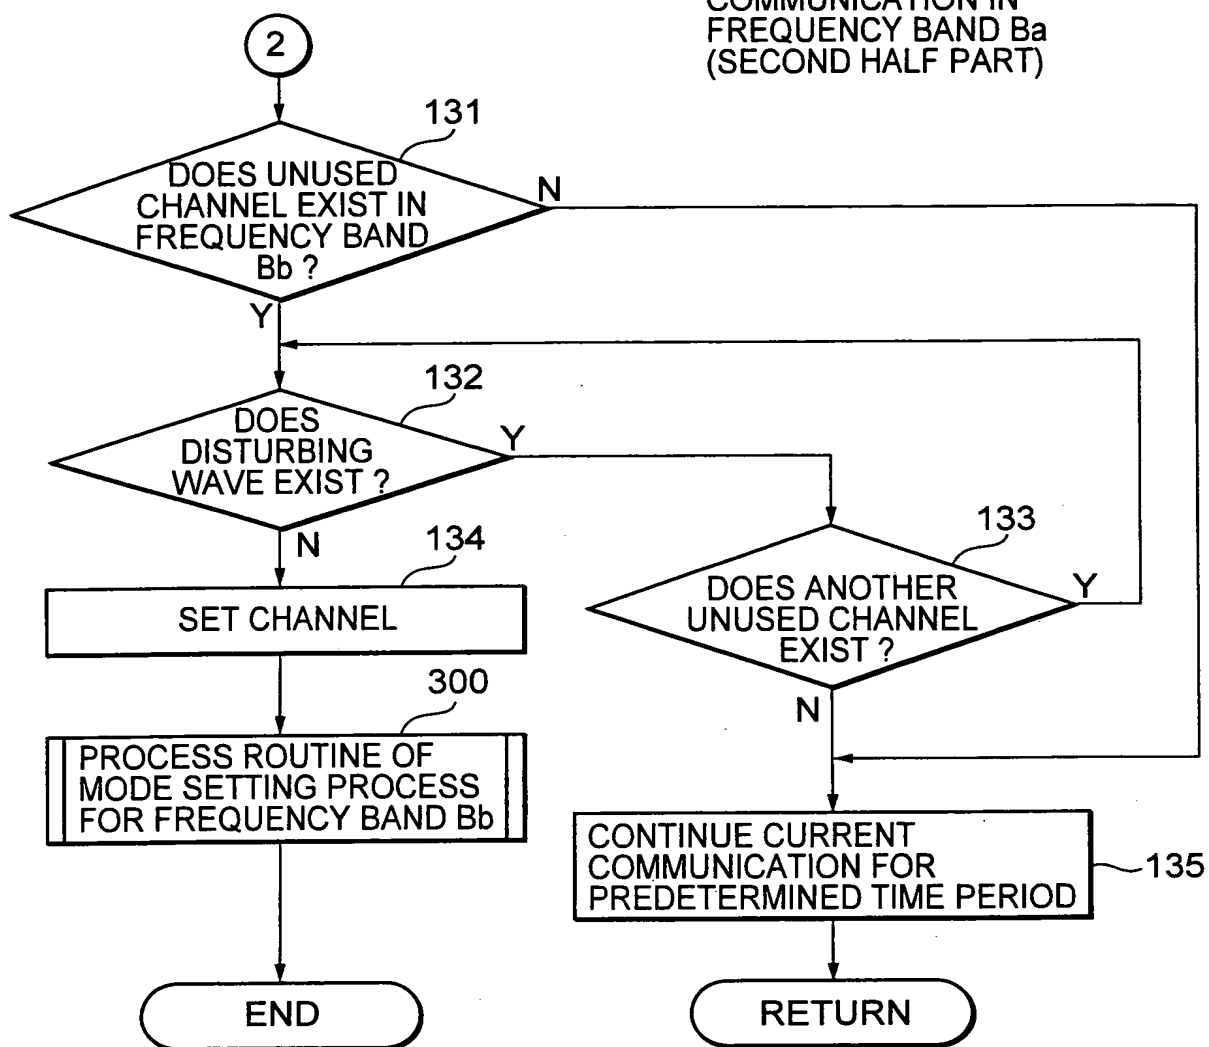 COMMUNICATION IN
FREQUENCY BAND Ba
(SECOND HALF PART)
2
131
DOES UNUSED
CHANNEL EXIST IN
FREQUENCY BAND
Bb ?
N
Y
132
DOES
DISTURBING
WAVE EXIST ?
Y
N
133
DOES ANOTHER
UNUSED CHANNEL
EXIST ?
Y
N
134
SET CHANNEL
300
PROCESS ROUTINE OF
MODE SETTING PROCESS
FOR FREQUENCY BAND Bb
CONTINUE CURRENT
COMMUNICATION FOR
PREDETERMINED TIME PERIOD
135
END
RETURN